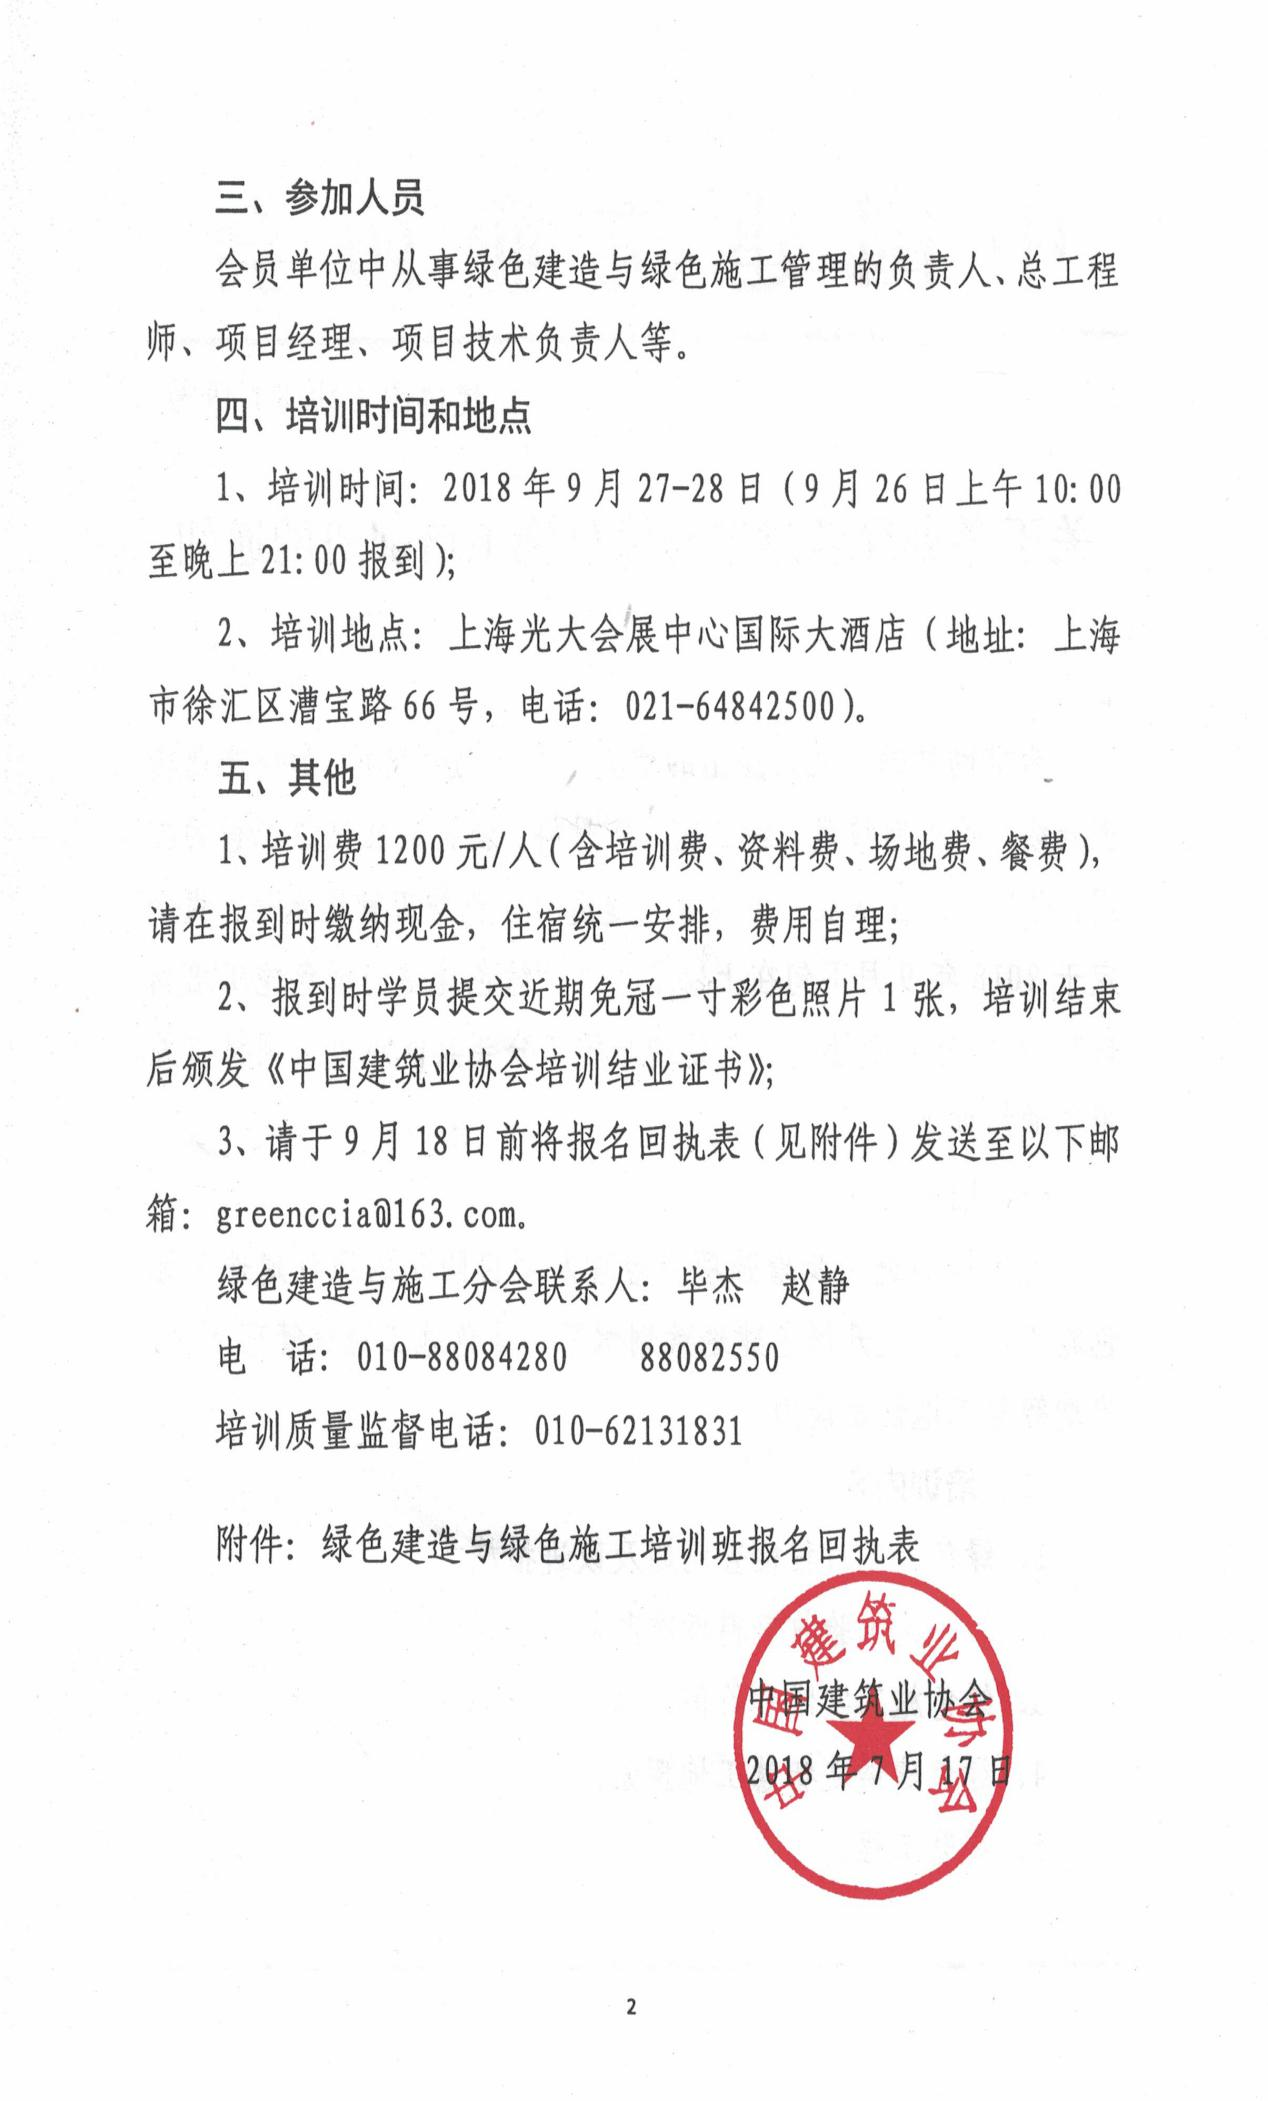 三、参加人员
会员单位中从事绿色建造与绿色施工管理的负责人、总工程
师、项目经理、项目技术负责人等。
四、培训时间和地点
1、培训时间：2018年9月27-28日（9月26日上午10:00
至晚上21:00报到）；
2、培训地点：上海光大会展中心国际大酒店（地址：上海
市徐汇区漕宝路66号，电话：021-64842500）。
五、其他
1、培训费1200元/人（含培训费、资料费、场地费、餐费），
请在报到时缴纳现金，住宿统一安排，费用自理；
2、报到时学员提交近期免冠一寸彩色照片1张，培训结束
后颁发《中国建筑业协会培训结业证书》；
3、请于9月18日前将报名回执表（见附件）发送至以下邮
箱：greenccia@163.com。
绿色建造与施工分会联系人：毕杰　赵静
电　话：010-88084280　　88082550
培训质量监督电话：010-62131831
附件：绿色建造与绿色施工培训班报名回执表
中国建筑业协会
中国建筑业协会
2018年7月17日
2